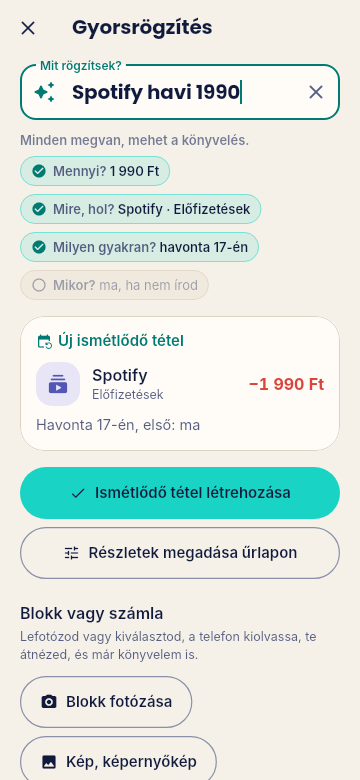 Gyorsrögzítés
Mit rögzítsek?
Spotify havi 1990
Minden megvan, mehet a könyvelés.
Mennyi? 1 990 Ft
Mire, hol? Spotify · Előfizetések
Milyen gyakran? havonta 17-én
Mikor? ma, ha nem írod
Új ismétlődő tétel
Spotify
Előfizetések
−1 990 Ft
Havonta 17-én, első: ma
Ismétlődő tétel létrehozása
Részletek megadása űrlapon
Blokk vagy számla
Lefotózod vagy kiválasztod, a telefon kiolvassa, te
átnézed, és már könyvelem is.
Blokk fotózása
Kép, képernyőkép